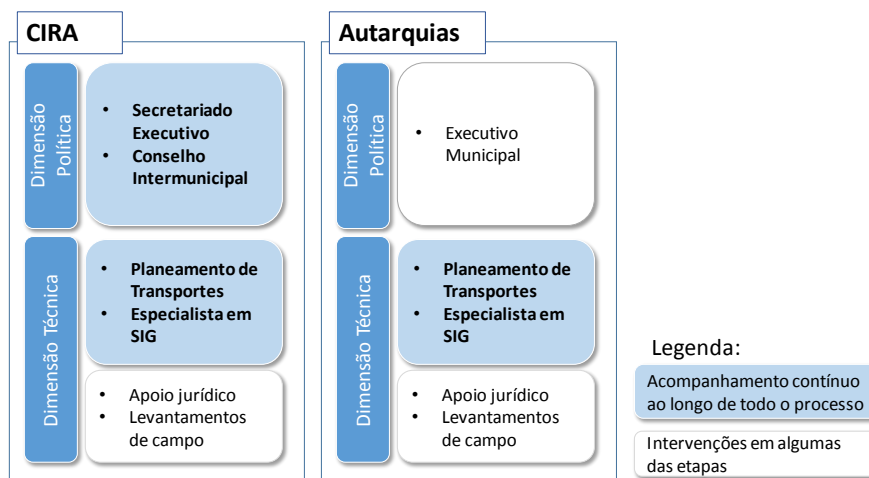 CIRA
Dimensão
Política
• Secretariado
Executivo
• Conselho
Intermunicipal
Dimensão Técnica
• Planeamento de
Transportes
• Especialista em
SIG
• Apoio jurídico
• Levantamentos
de campo
Autarquias
Dimensão
Política
• Executivo
Municipal
Dimensão Técnica
• Planeamento de
Transportes
• Especialista em
SIG
• Apoio jurídico
• Levantamentos
de campo
Legenda:
Acompanhamento contínuo
ao longo de todo o processo
Intervenções em algumas
das etapas